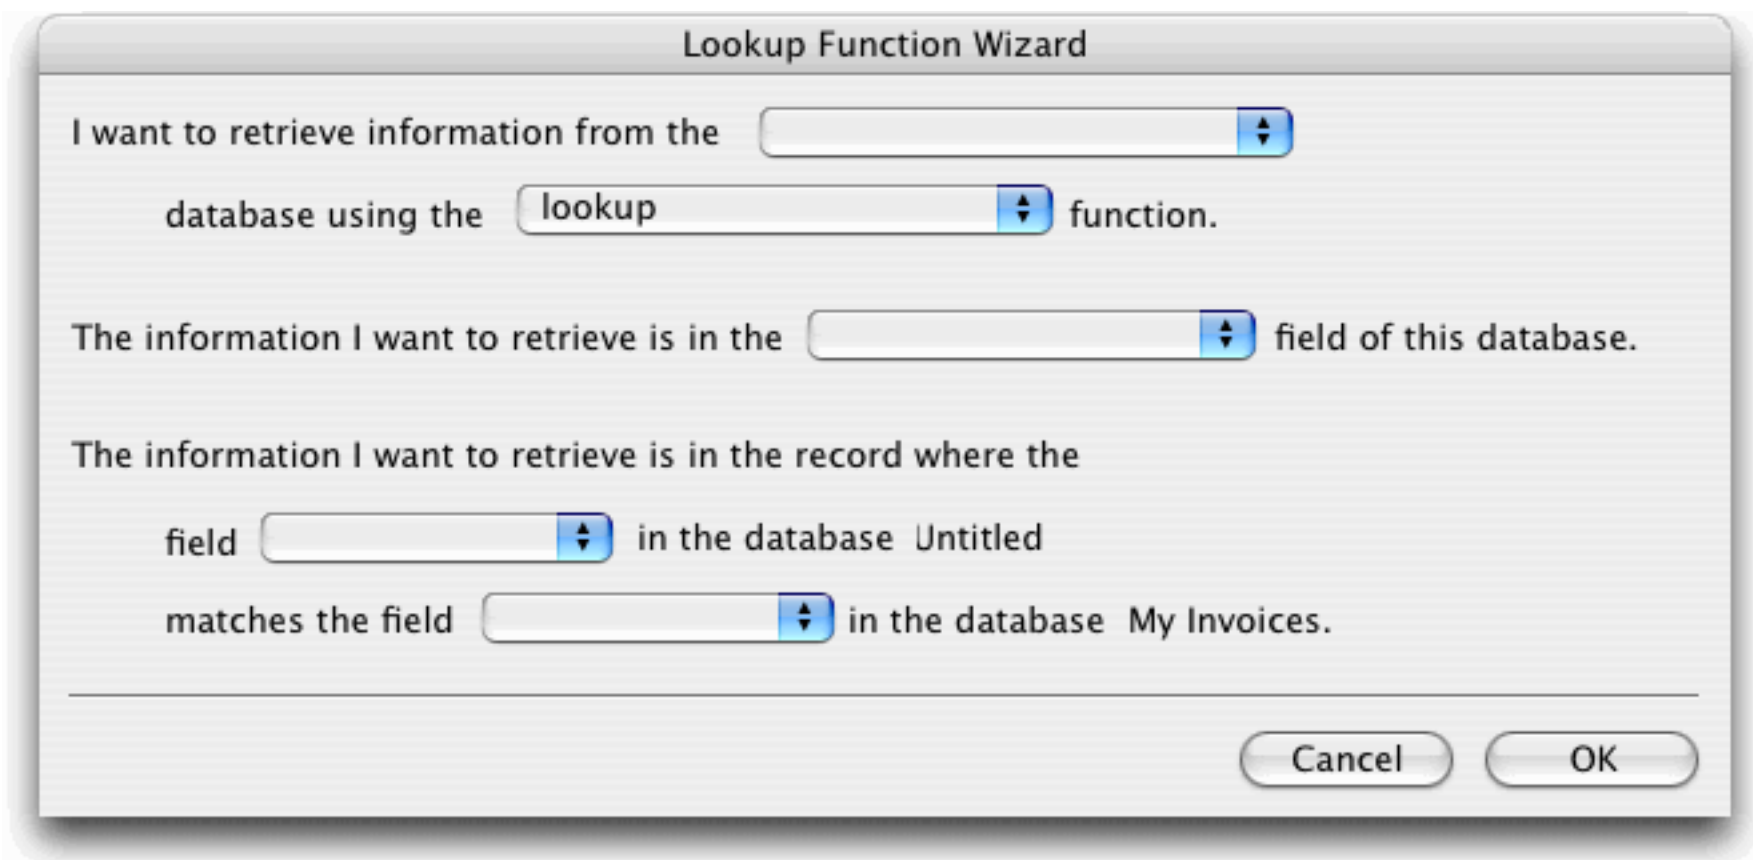 Lookup Function Wizard
I want to retrieve information from the
database using the lookup function.
The information I want to retrieve is in the field of this database.
The information I want to retrieve is in the record where the
field in the database Untitled
matches the field in the database My Invoices.
Cancel OK